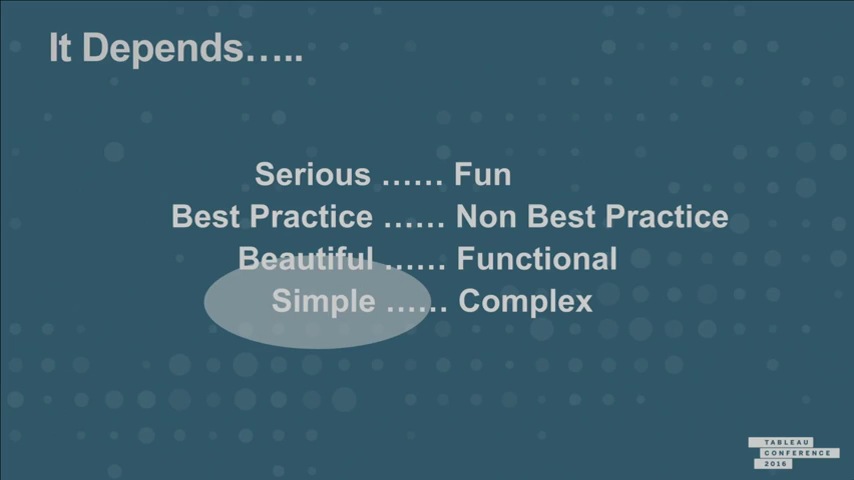 It Depends.....
Serious ...... Fun
Best Practice ...... Non Best Practice
Beautiful ...... Functional
Simple ...... Complex
TABLEAU
CONFERENCE
2016